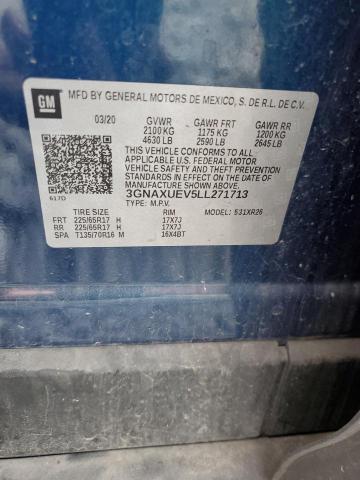 GM
MFD BY GENERAL MOTORS DE MEXICO, S. DE R.L. DE C.V.
03/20 GVWR GAWR FRT GAWR RR
2100 KG 1175 KG 1200 KG
4630 LB 2590 LB 2645 LB
THIS VEHICLE CONFORMS TO ALL
APPLICABLE U.S. FEDERAL MOTOR
VEHICLE SAFETY AND THEFT PREVENTION
STANDARDS IN EFFECT ON THE DATE OF
MANUFACTURE SHOWN ABOVE.
3GNAXUEV5LL271713
617D TYPE: M.P.V.
TIRE SIZE RIM MODEL: 531XR26
FRT 225/65R17 H 17X7J
RR 225/65R17 H 17X7J
SPA T135/70R16 M 16X4BT